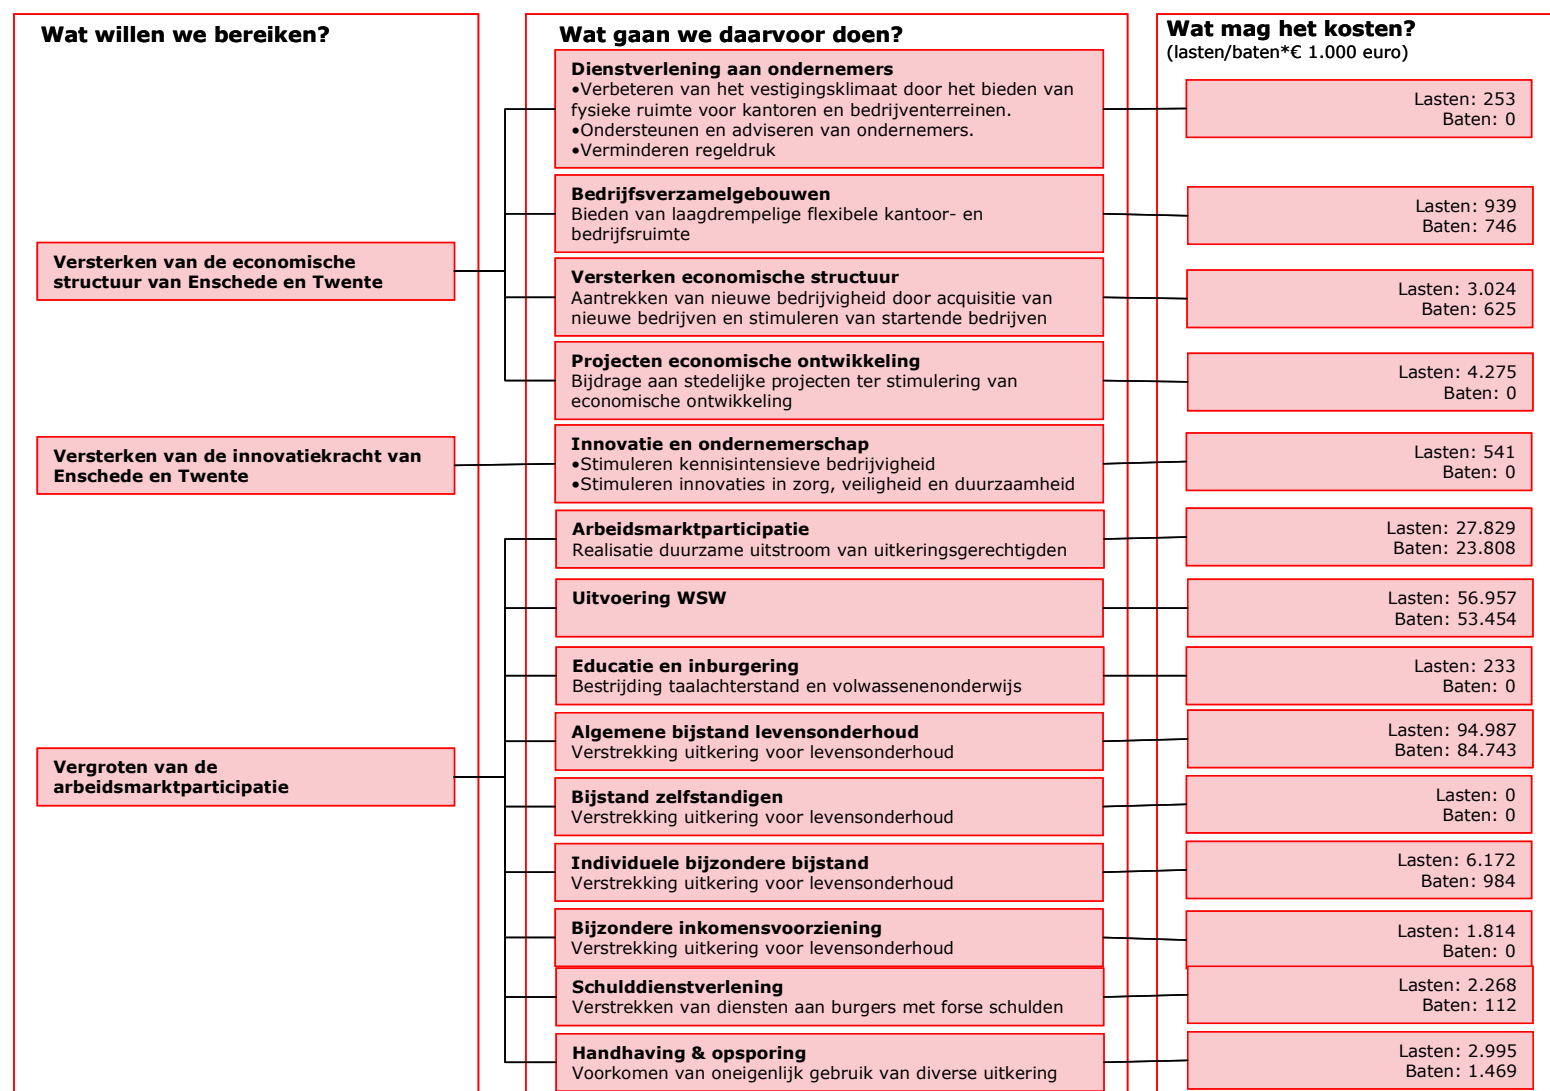 Wat willen we bereiken?
Versterken van de economische
structuur van Enschede en Twente
Versterken van de innovatiekracht van
Enschede en Twente
Vergroten van de
arbeidsmarktparticipatie
Wat gaan we daarvoor doen?
Dienstverlening aan ondernemers
•Verbeteren van het vestigingsklimaat door het bieden van
fysieke ruimte voor kantoren en bedrijventerreinen.
•Ondersteunen en adviseren van ondernemers.
•Verminderen regeldruk
Bedrijfsverzamelgebouwen
Bieden van laagdrempelige flexibele kantoor- en
bedrijfsruimte
Versterken economische structuur
Aantrekken van nieuwe bedrijvigheid door acquisitie van
nieuwe bedrijven en stimuleren van startende bedrijven
Projecten economische ontwikkeling
Bijdrage aan stedelijke projecten ter stimulering van
economische ontwikkeling
Innovatie en ondernemerschap
•Stimuleren kennisintensieve bedrijvigheid
•Stimuleren innovaties in zorg, veiligheid en duurzaamheid
Arbeidsmarktparticipatie
Realisatie duurzame uitstroom van uitkeringsgerechtigden
Uitvoering WSW
Educatie en inburgering
Bestrijding taalachterstand en volwassenenonderwijs
Algemene bijstand levensonderhoud
Verstrekking uitkering voor levensonderhoud
Bijstand zelfstandigen
Verstrekking uitkering voor levensonderhoud
Individuele bijzondere bijstand
Verstrekking uitkering voor levensonderhoud
Bijzondere inkomensvoorziening
Verstrekking uitkering voor levensonderhoud
Schulddienstverlening
Verstrekken van diensten aan burgers met forse schulden
Handhaving & opsporing
Voorkomen van oneigenlijk gebruik van diverse uitkering
Wat mag het kosten?
(lasten/baten*€ 1.000 euro)
Lasten: 253
Baten: 0
Lasten: 939
Baten: 746
Lasten: 3.024
Baten: 625
Lasten: 4.275
Baten: 0
Lasten: 541
Baten: 0
Lasten: 27.829
Baten: 23.808
Lasten: 56.957
Baten: 53.454
Lasten: 233
Baten: 0
Lasten: 94.987
Baten: 84.743
Lasten: 0
Baten: 0
Lasten: 6.172
Baten: 984
Lasten: 1.814
Baten: 0
Lasten: 2.268
Baten: 112
Lasten: 2.995
Baten: 1.469